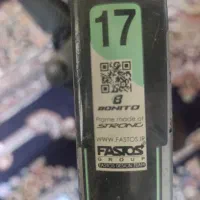 17
BONITO
Frame made of
STRONG
WWW.FASTOS.IR
FASTOS
GROUP